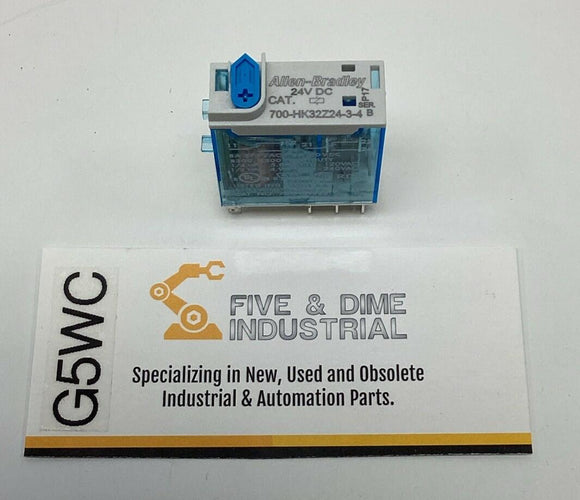 Allen-Bradley
24V DC
CAT.
700-HK32Z24-3-4
P17
SER.
B
G5WC
FIVE & DIME
INDUSTRIAL
Specializing in New, Used and Obsolete
Industrial & Automation Parts.